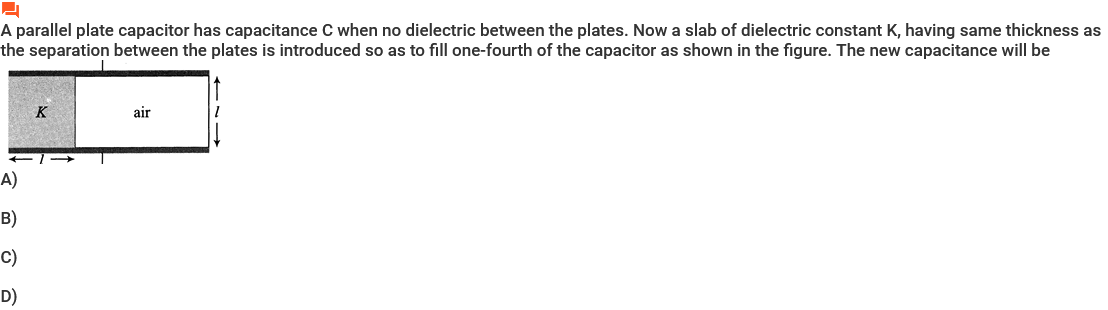 A parallel plate capacitor has capacitance C when no dielectric between the plates. Now a slab of dielectric constant K, having same thickness as
the separation between the plates is introduced so as to fill one-fourth of the capacitor as shown in the figure. The new capacitance will be
K air l
l
A)
B)
C)
D)